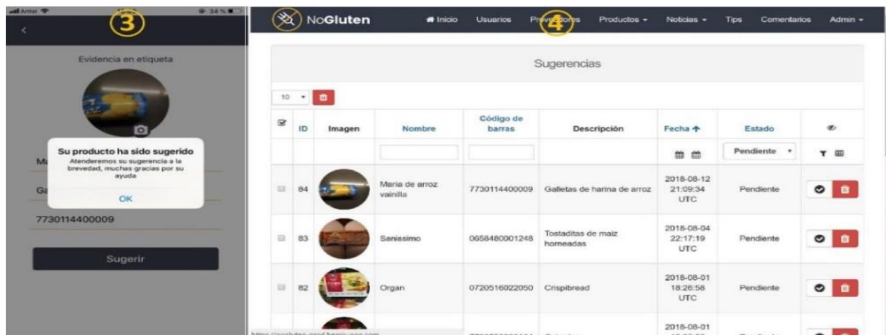 Antel
34 %
3
Evidencia en etiqueta
Su producto ha sido sugerido
Atenderemos su sugerencia a la
brevedad, muchas gracias por su
ayuda
OK
7730114400009
Sugerir
NoGluten
Inicio
Usuarios
4
Productos
Noticias
Tips
Comentarios
Admin
Sugerencias
10
ID
Imagen
Nombre
Código de
barras
Descripción
Fecha
Estado
Pendiente
84
Maria de arroz
vainilla
7730114400009
Galletas de harina de arroz
2018-08-12
21:09:34
UTC
Pendiente
83
Sanissimo
0658480001248
Tostaditas de maiz
horneadas
2018-08-04
22:17:19
UTC
Pendiente
82
Organ
0720516022050
Crispibread
2018-08-01
18:26:58
UTC
Pendiente
2018-08-01